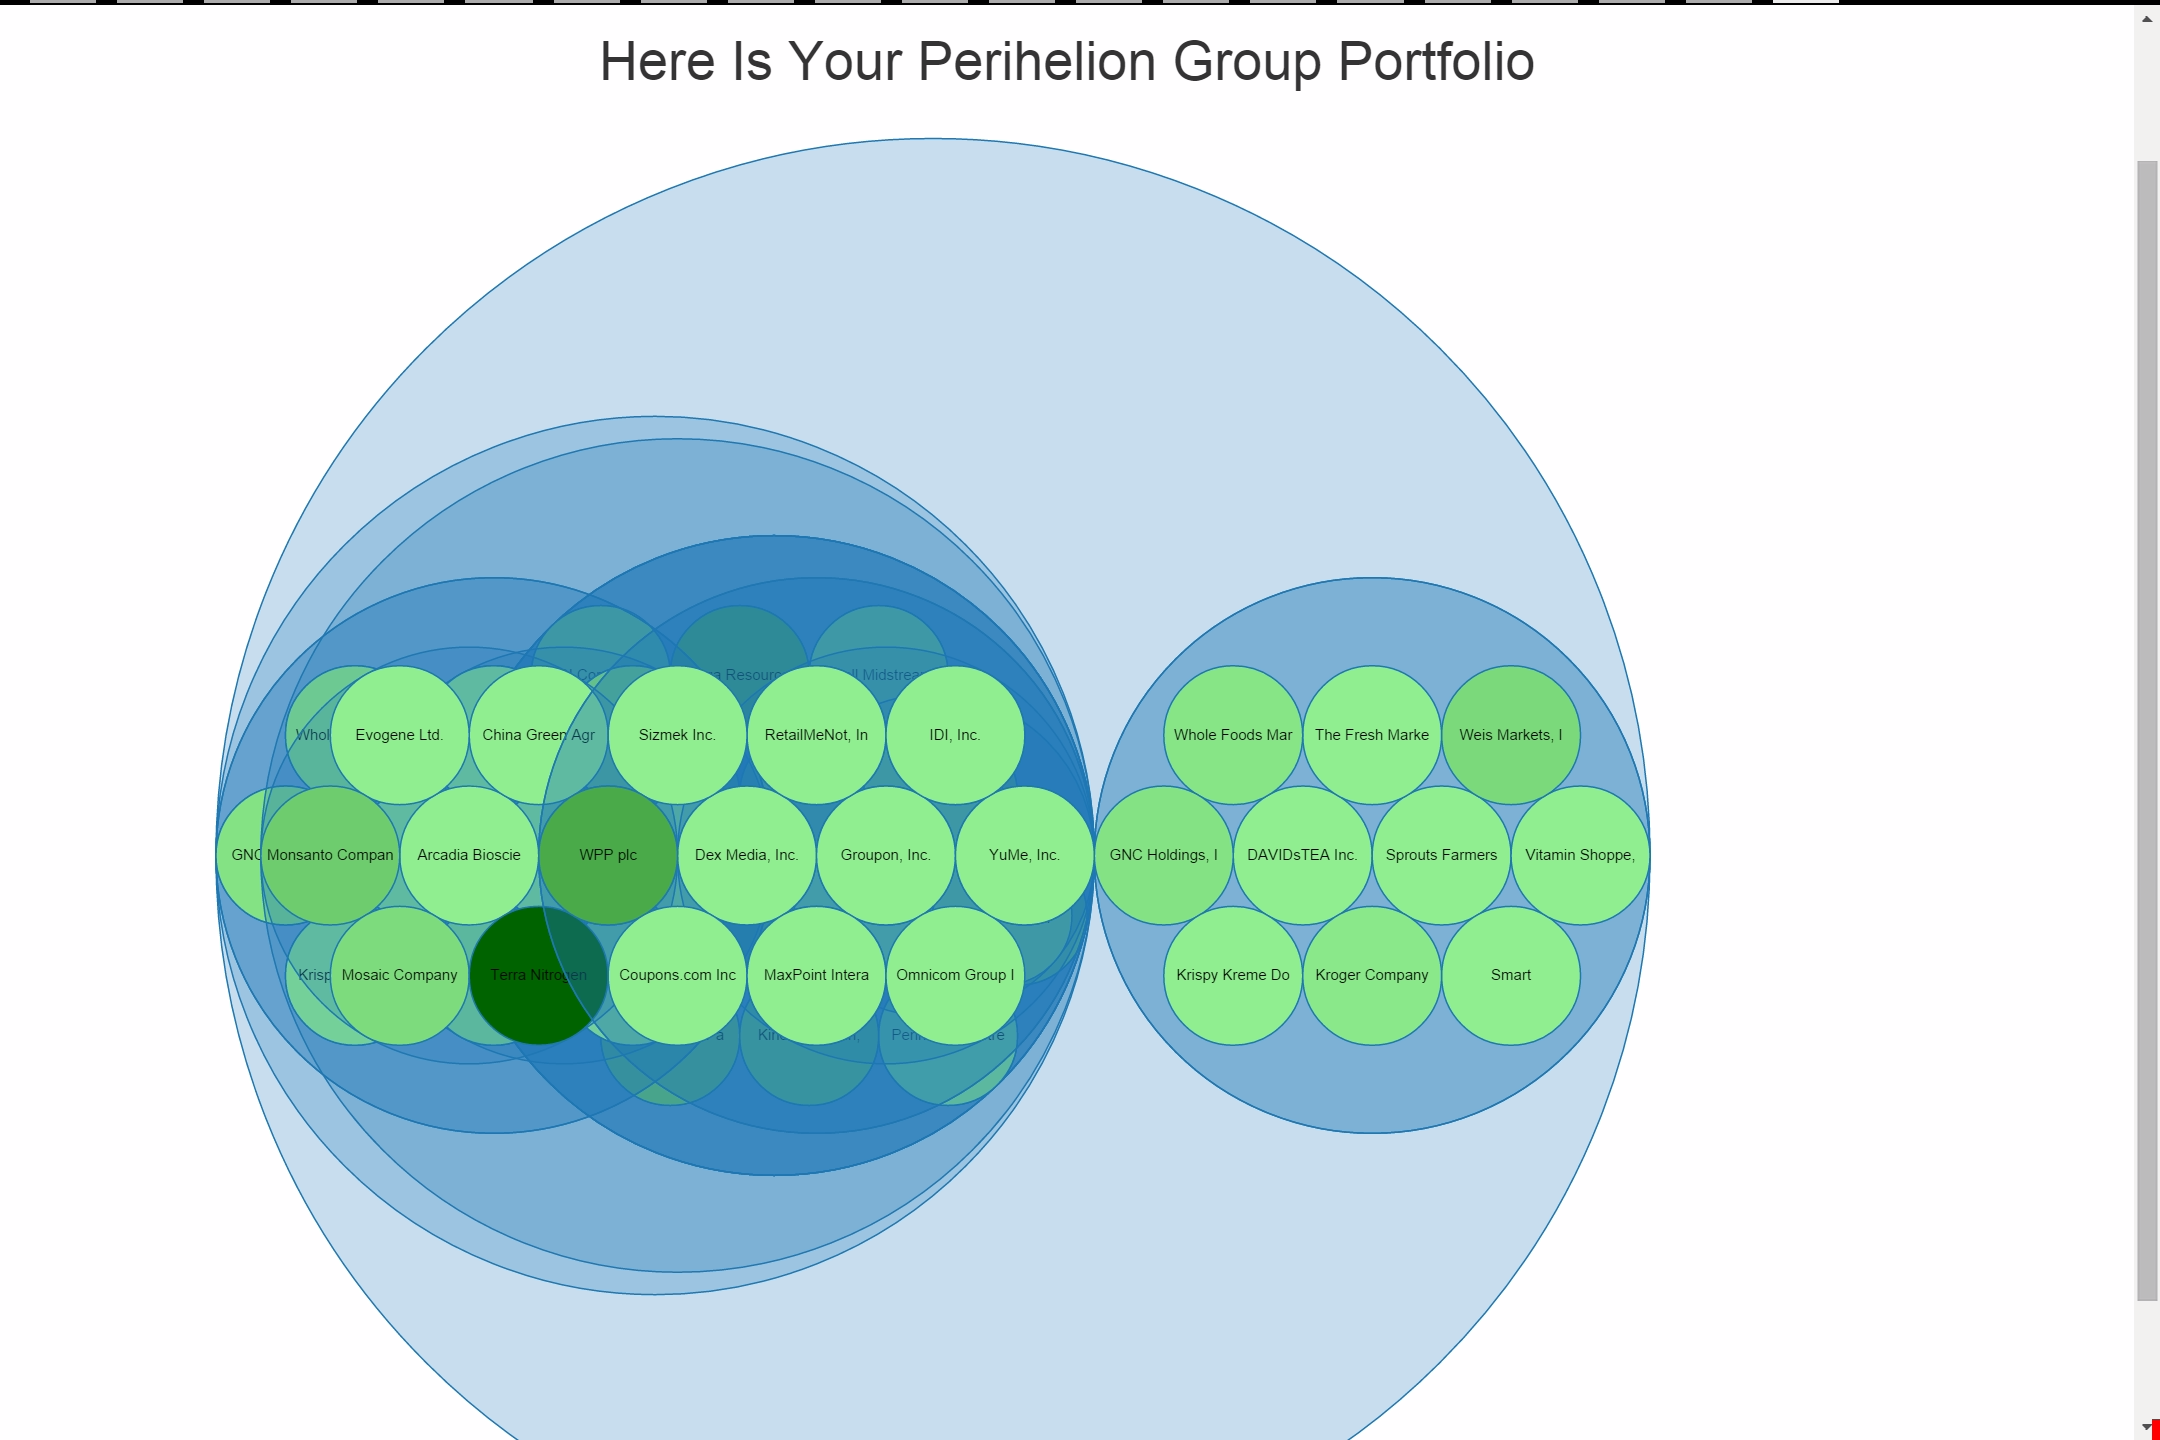 Here Is Your Perihelion Group Portfolio
a Resourc
ll Midstrea
Whol
Evogene Ltd.
China Green Agr
Sizmek Inc.
RetailMeNot, In
IDI, Inc.
Whole Foods Mar
The Fresh Marke
Weis Markets, I
GNC
Monsanto Compan
Arcadia Bioscie
WPP plc
Dex Media, Inc.
Groupon, Inc.
YuMe, Inc.
GNC Holdings, I
DAVIDsTEA Inc.
Sprouts Farmers
Vitamin Shoppe,
Krisp
Mosaic Company
Terra Nitrogen
Coupons.com Inc
MaxPoint Intera
Omnicom Group I
Krispy Kreme Do
Kroger Company
Smart